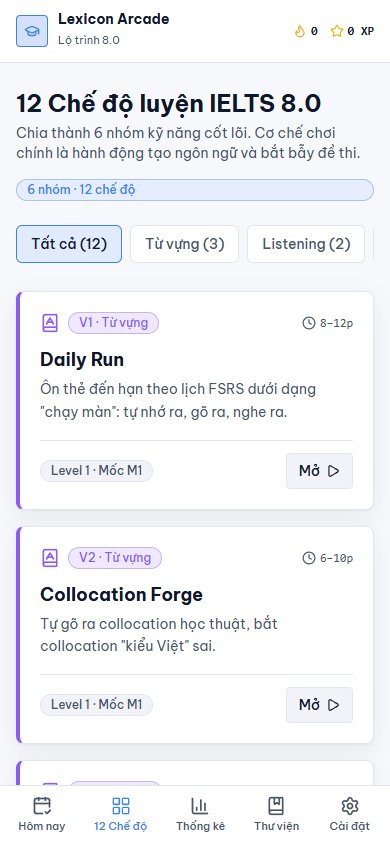 Lexicon Arcade
Lộ trình 8.0
0
0 XP
12 Chế độ luyện IELTS 8.0
Chia thành 6 nhóm kỹ năng cốt lõi. Cơ chế chơi
chính là hành động tạo ngôn ngữ và bắt bẫy đề thi.
6 nhóm · 12 chế độ
Tất cả (12)
Từ vựng (3)
Listening (2)
V1 · Từ vựng
8–12p
Daily Run
Ôn thẻ đến hạn theo lịch FSRS dưới dạng
"chạy màn": tự nhớ ra, gõ ra, nghe ra.
Level 1 · Mốc M1
Mở
V2 · Từ vựng
6–10p
Collocation Forge
Tự gõ ra collocation học thuật, bắt
collocation "kiểu Việt" sai.
Level 1 · Mốc M1
Mở
Hôm nay
12 Chế độ
Thống kê
Thư viện
Cài đặt